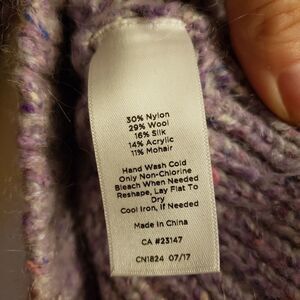 30% Nylon
29% Wool
16% Silk
14% Acrylic
11% Mohair
Hand Wash Cold
Only Non-Chlorine
Bleach When Needed
Reshape, Lay Flat To
Dry
Cool Iron, If Needed
Made In China
CA #23147
CN1824 07/17